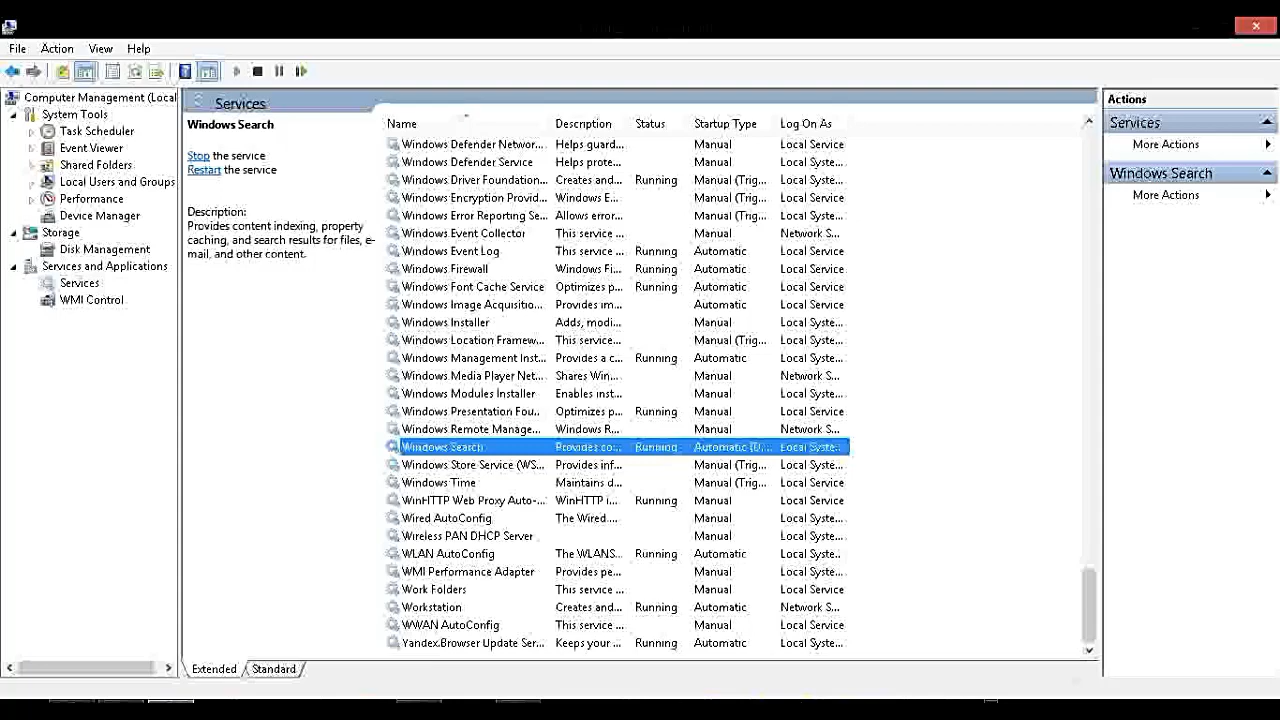 File Action View Help
Computer Management (Local
System Tools
Task Scheduler
Event Viewer
Shared Folders
Local Users and Groups
Performance
Device Manager
Storage
Disk Management
Services and Applications
Services
WMI Control
Services
Windows Search
Stop the service
Restart the service
Description:
Provides content indexing, property
caching, and search results for files, e-
mail, and other content.
Name Description Status Startup Type Log On As
Windows Defender Networ... Helps guard... Manual Local Service
Windows Defender Service Helps prote... Manual Local Syste...
Windows Driver Foundation... Creates and... Running Manual (Trig... Local Syste...
Windows Encryption Provid... Windows E... Manual (Trig... Local Service
Windows Error Reporting Se... Allows error... Manual (Trig... Local Syste...
Windows Event Collector This service ... Manual Network S...
Windows Event Log This service ... Running Automatic Local Service
Windows Firewall Windows Fi... Running Automatic Local Service
Windows Font Cache Service Optimizes p... Running Automatic Local Service
Windows Image Acquisitio... Provides im... Automatic Local Service
Windows Installer Adds, modi... Manual Local Syste...
Windows Location Framew... This service... Manual (Trig... Local Syste...
Windows Management Inst... Provides a c... Running Automatic Local Syste...
Windows Media Player Net... Shares Win... Manual Network S...
Windows Modules Installer Enables inst... Manual Local Syste...
Windows Presentation Fou... Optimizes p... Running Manual Local Service
Windows Remote Manage... Windows R... Manual Network S...
Windows Search Provides co... Running Automatic (D... Local Syste...
Windows Store Service (WS... Provides inf... Manual (Trig... Local Syste...
Windows Time Maintains d... Manual (Trig... Local Service
WinHTTP Web Proxy Auto-... WinHTTP i... Running Manual Local Service
Wired AutoConfig The Wired ... Manual Local Syste...
Wireless PAN DHCP Server Manual Local Syste...
WLAN AutoConfig The WLANS... Running Automatic Local Syste...
WMI Performance Adapter Provides pe... Manual Local Syste...
Work Folders This service ... Manual Local Service
Workstation Creates and... Running Automatic Network S...
WWAN AutoConfig This service ... Manual Local Service
Yandex.Browser Update Ser... Keeps your ... Running Automatic Local Syste...
Extended Standard
Actions
Services
More Actions
Windows Search
More Actions